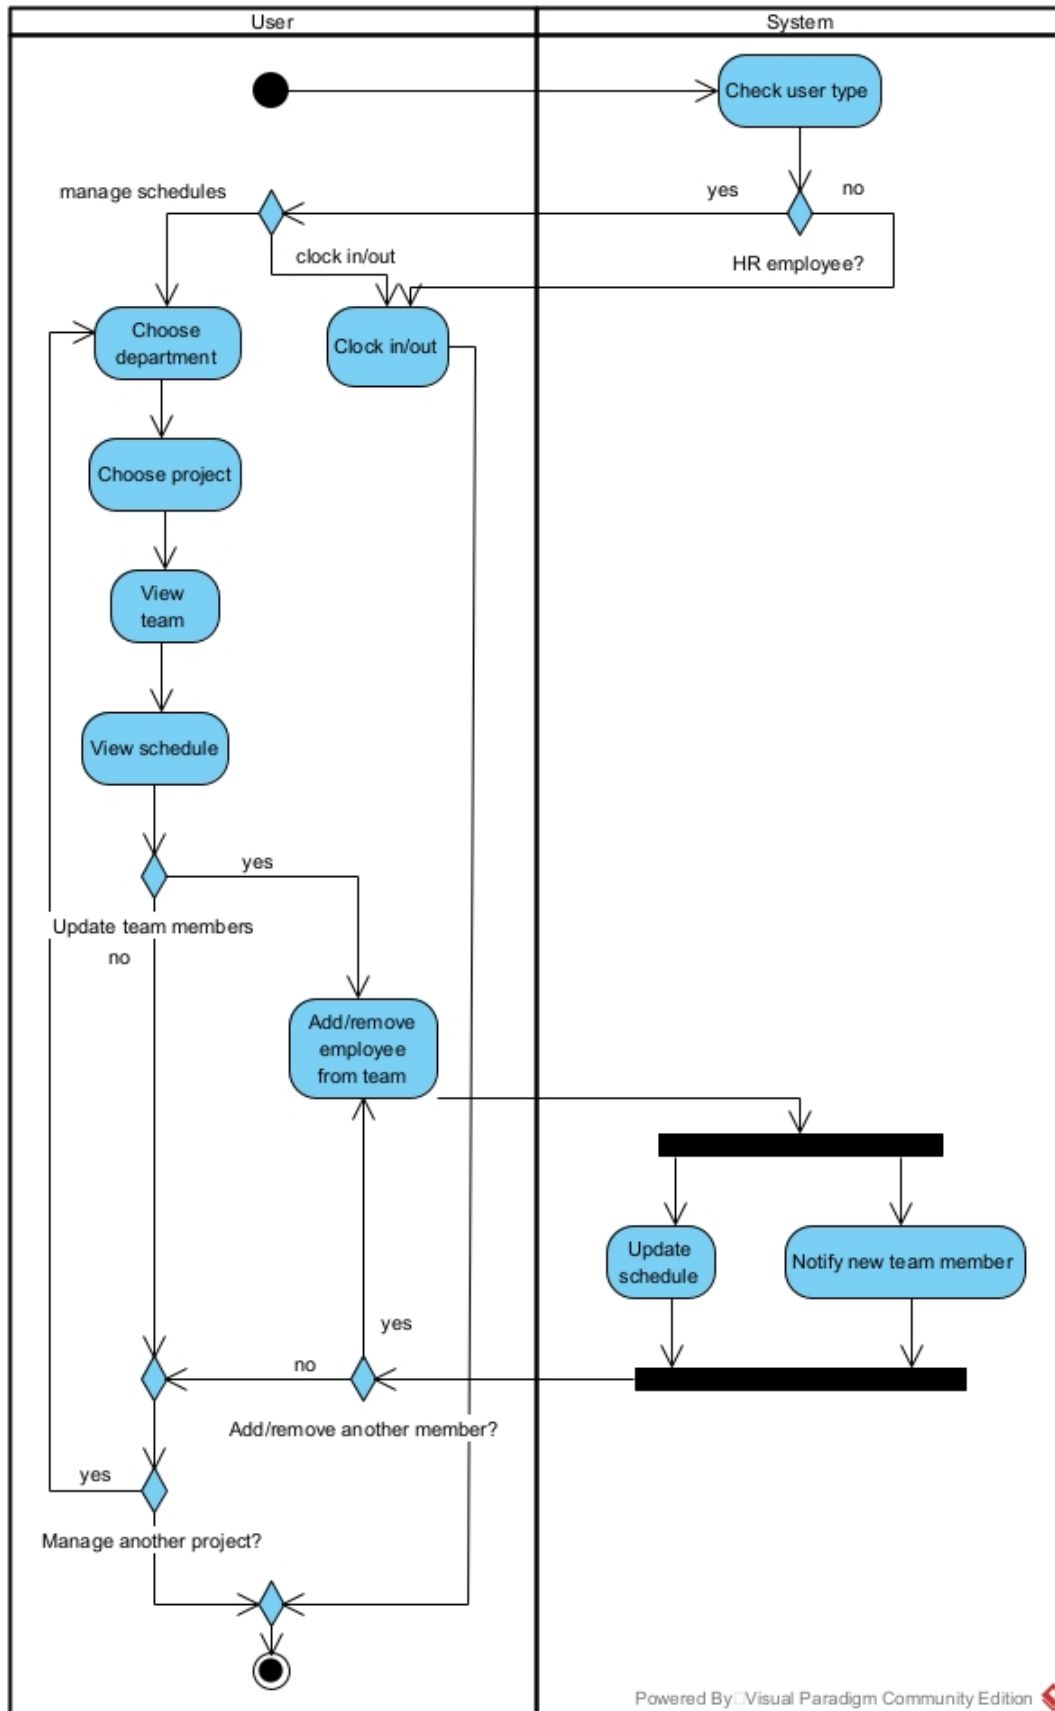 User
System
Check user type
manage schedules
yes
no
clock in/out
HR employee?
Choose
department
Clock in/out
Choose project
View
team
View schedule
yes
Update team members
no
Add/remove
employee
from team
Update
schedule
Notify new team member
yes
no
Add/remove another member?
yes
Manage another project?
Powered By Visual Paradigm Community Edition